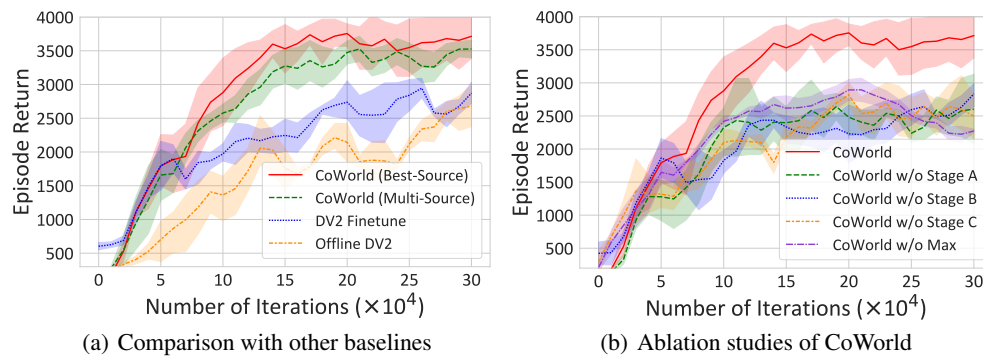 4000
3500
3000
2500
2000
1500
1000
500
Episode Return
CoWorld (Best-Source)
CoWorld (Multi-Source)
DV2 Finetune
Offline DV2
0 5 10 15 20 25 30
Number of Iterations (×10⁴)
(a) Comparison with other baselines
4000
3500
3000
2500
2000
1500
1000
500
Episode Return
CoWorld
CoWorld w/o Stage A
CoWorld w/o Stage B
CoWorld w/o Stage C
CoWorld w/o Max
0 5 10 15 20 25 30
Number of Iterations (×10⁴)
(b) Ablation studies of CoWorld